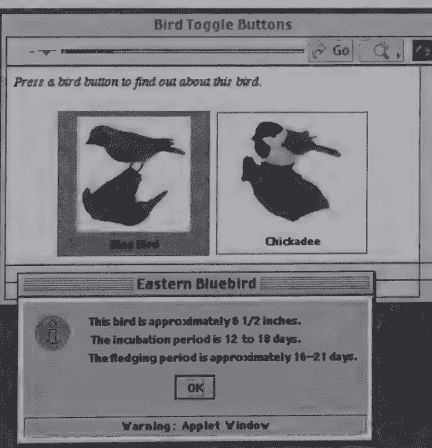 Bird Toggle Buttons
Go
Press a bird button to find out about this bird.
Blue Bird
Chickadee
Eastern Bluebird
This bird is approximately 6 1/2 inches.
The incubation period is 12 to 18 days.
The fledging period is approximately 16–21 days.
OK
Warning: Applet Window